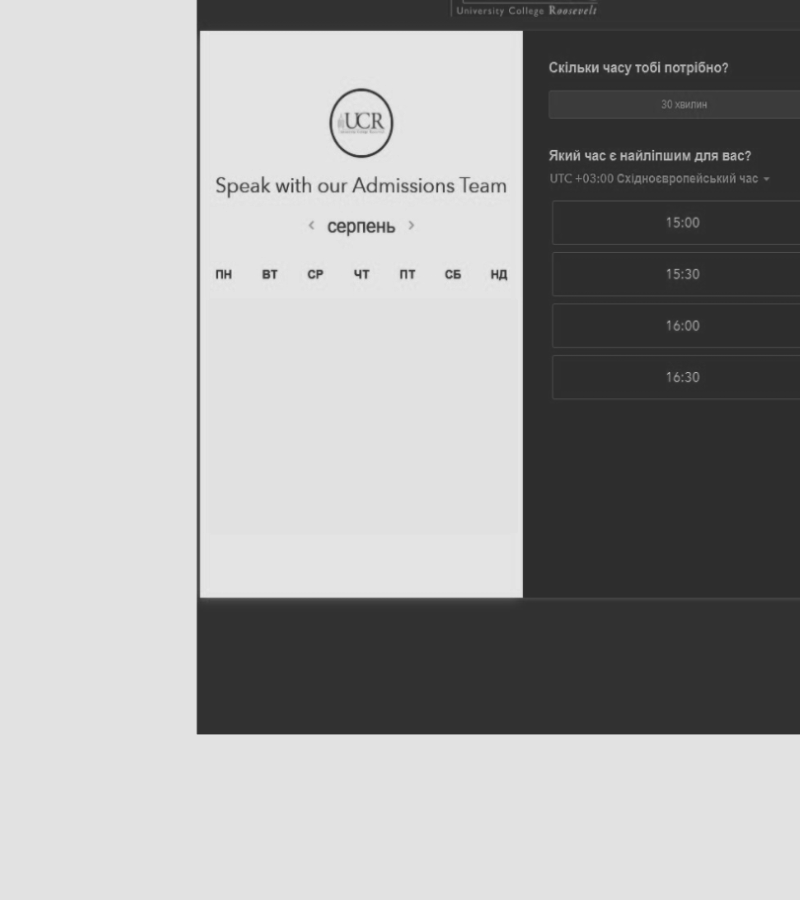 University College Roosevelt
UCR
Speak with our Admissions Team
серпень
ПН ВТ СР ЧТ ПТ СБ НД
Скільки часу тобі потрібно?
30 хвилин
Який час є найліпшим для вас?
UTC +03:00 Східноєвропейський час
15:00
15:30
16:00
16:30